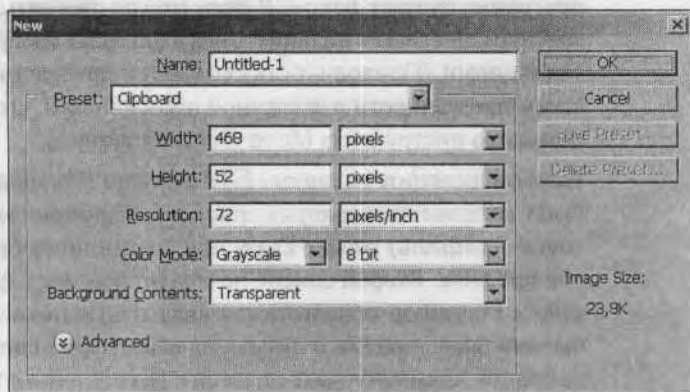 New
Name: Untitled-1
OK
Preset: Clipboard
Cancel
Width: 468 pixels
Save Preset...
Height: 52 pixels
Delete Preset...
Resolution: 72 pixels/inch
Color Mode: Grayscale 8 bit
Image Size:
Background Contents: Transparent
23,8K
Advanced